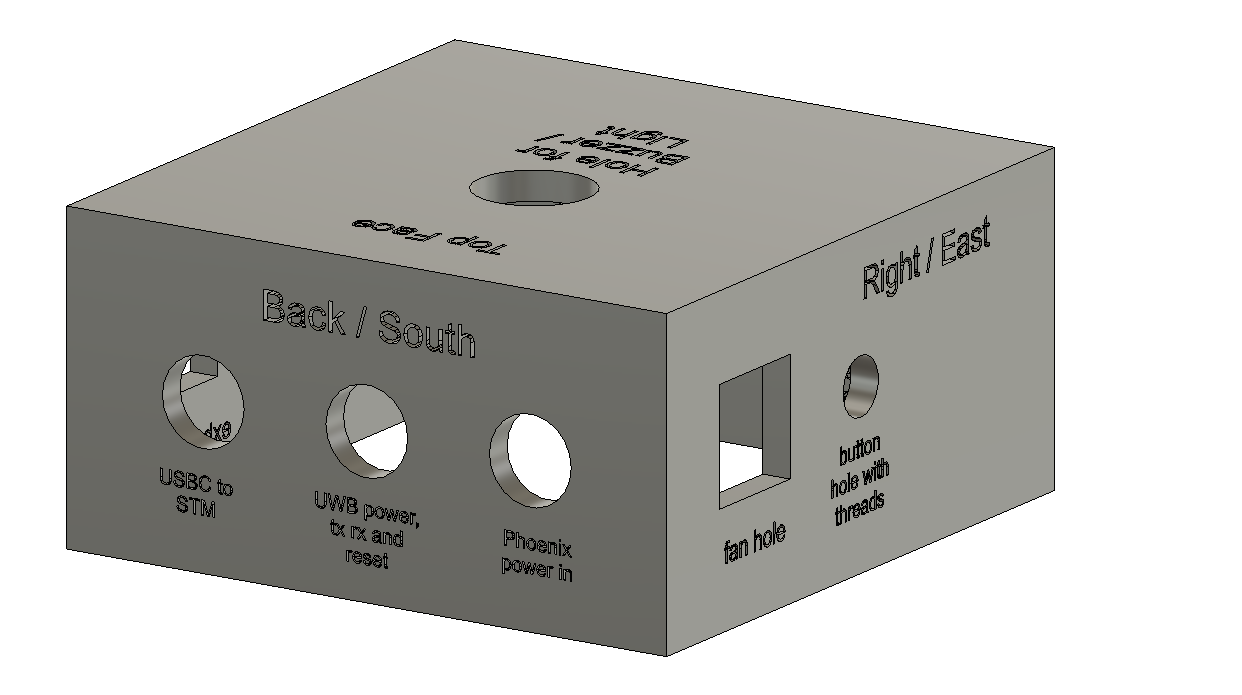 Hole for
Buzzer /
Light
Top Face
Back / South
USBC to
STM
UWB power,
tx rx and
reset
Phoenix
power in
Right / East
fan hole
button
hole with
threads